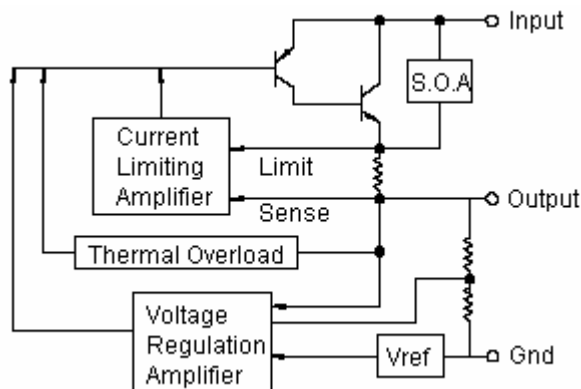 Input
S.O.A
Current
Limiting
Amplifier
Limit
Sense
Output
Thermal Overload
Voltage
Regulation
Amplifier
Vref
Gnd